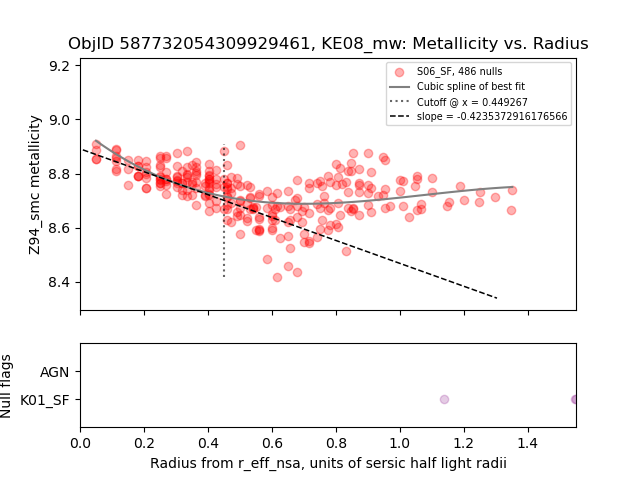 ObjID 587732054309929461, KE08_mw: Metallicity vs. Radius
Z94_smc metallicity
9.2
9.0
8.8
8.6
8.4
S06_SF, 486 nulls
Cubic spline of best fit
Cutoff @ x = 0.449267
slope = -0.4235372916176566
Null flags
AGN
K01_SF
0.0 0.2 0.4 0.6 0.8 1.0 1.2 1.4
Radius from r_eff_nsa, units of sersic half light radii